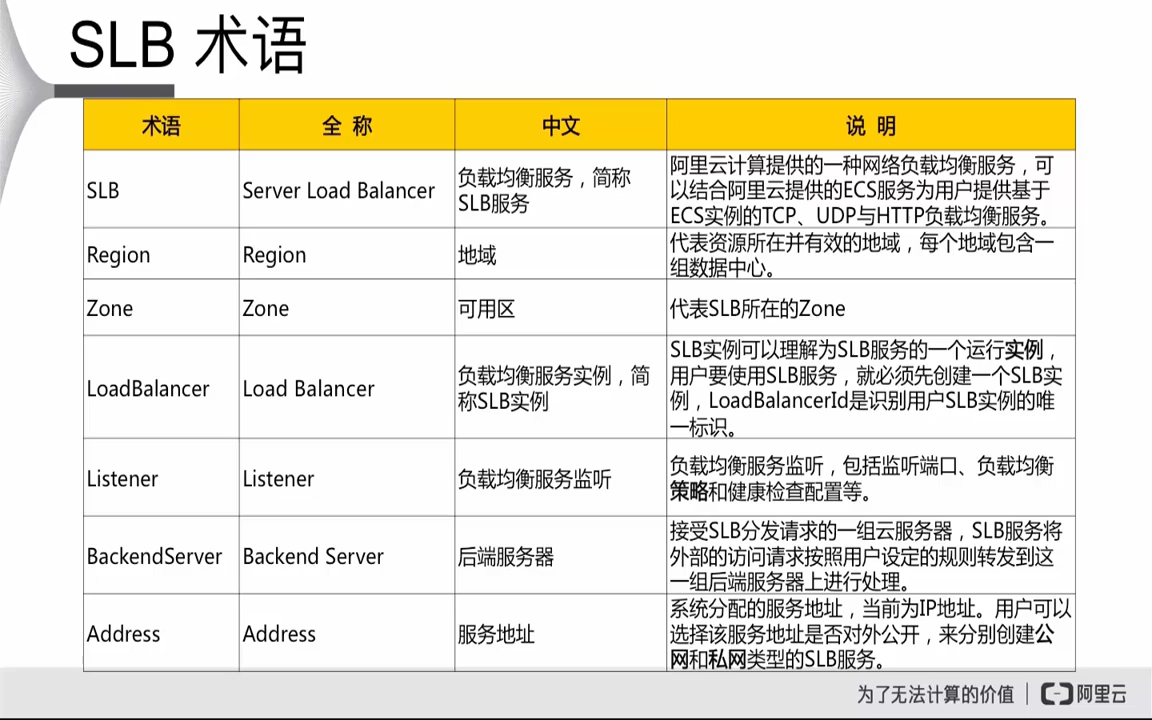 SLB 术语
术语 全 称 中文 说 明
SLB
Server Load Balancer
负载均衡服务，简称
SLB服务
阿里云计算提供的一种网络负载均衡服务，可
以结合阿里云提供的ECS服务为用户提供基于
ECS实例的TCP、UDP与HTTP负载均衡服务。
Region
Region
地域
代表资源所在并有效的地域，每个地域包含一
组数据中心。
Zone
Zone
可用区
代表SLB所在的Zone
LoadBalancer
Load Balancer
负载均衡服务实例，简
称SLB实例
SLB实例可以理解为SLB服务的一个运行实例，
用户要使用SLB服务，就必须先创建一个SLB实
例，LoadBalancerId是识别用户SLB实例的唯
一标识。
Listener
Listener
负载均衡服务监听
负载均衡服务监听，包括监听端口、负载均衡
策略和健康检查配置等。
BackendServer
Backend Server
后端服务器
接受SLB分发请求的一组云服务器，SLB服务将
外部的访问请求按照用户设定的规则转发到这
一组后端服务器上进行处理。
Address
Address
服务地址
系统分配的服务地址，当前为IP地址。用户可以
选择该服务地址是否对外公开，来分别创建公
网和私网类型的SLB服务。
为了无法计算的价值 | 阿里云